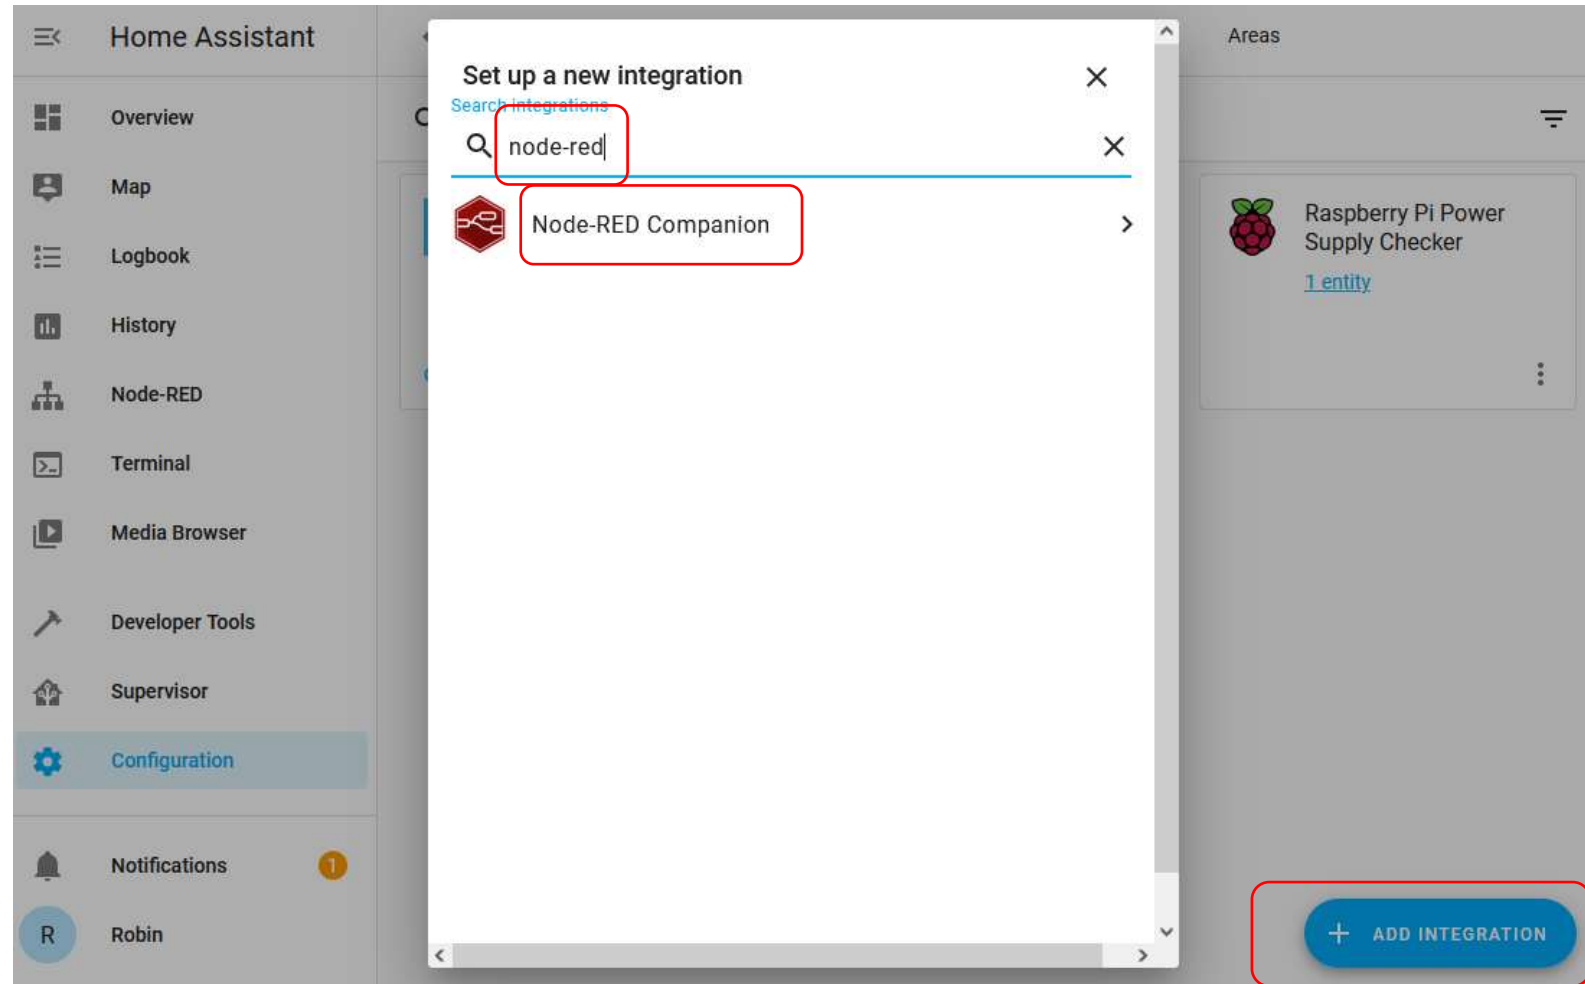 Home Assistant
Overview
Map
Logbook
History
Node-RED
Terminal
Media Browser
Developer Tools
Supervisor
Configuration
Notifications
1
R
Robin
Set up a new integration
Search integrations
node-red
Node-RED Companion
Areas
Raspberry Pi Power
Supply Checker
1 entity
ADD INTEGRATION